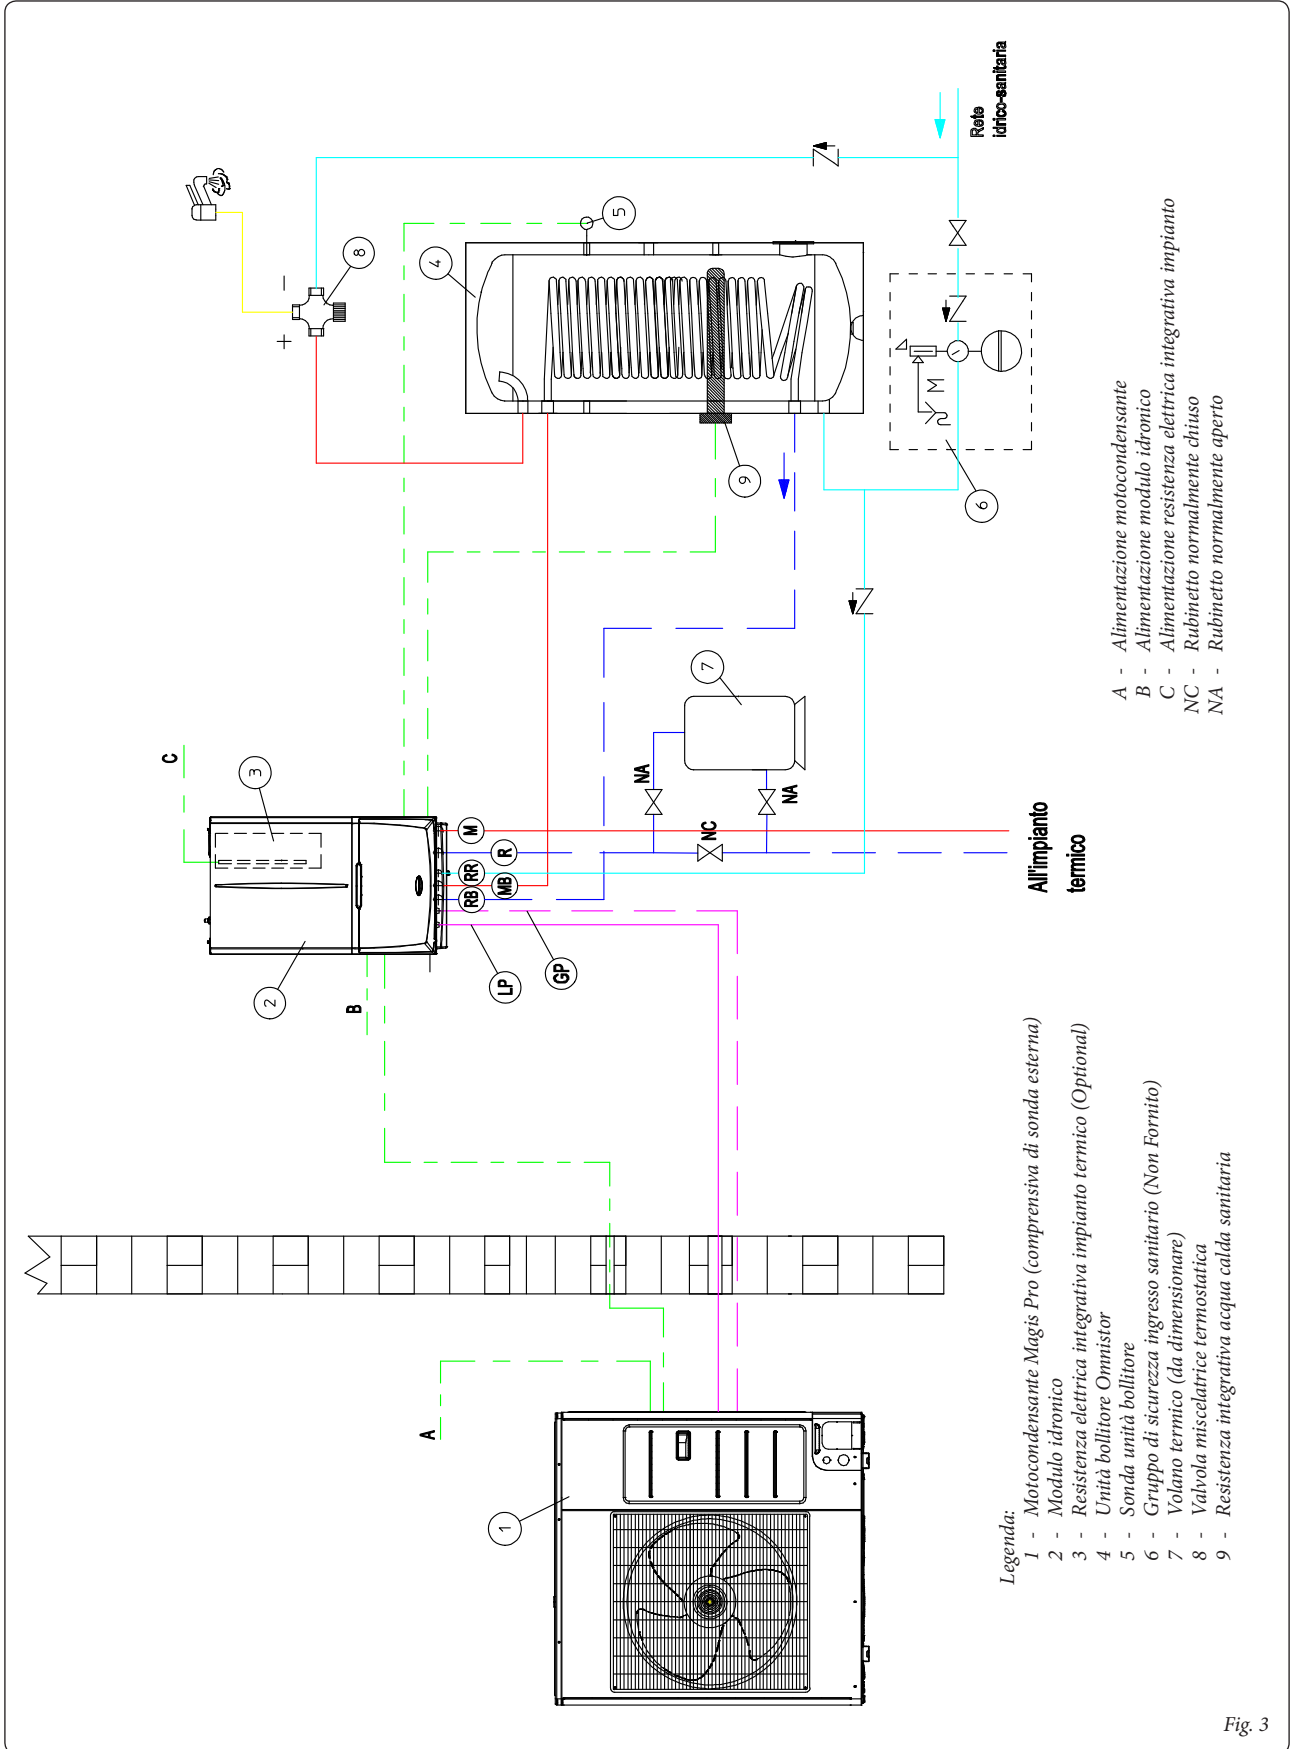 1
A
2
B
LP
GP
RB
MB
RR
R
M
3
C
NC
NA
NA
7
All'impianto
termico
4
5
8
+
-
9
6
M
Rete
idrico-sanitaria
Legenda:
1 - Motocondensante Magis Pro (comprensiva di sonda esterna)
2 - Modulo idronico
3 - Resistenza elettrica integrativa impianto termico (Optional)
4 - Unità bollitore Omnistor
5 - Sonda unità bollitore
6 - Gruppo di sicurezza ingresso sanitario (Non Fornito)
7 - Volano termico (da dimensionare)
8 - Valvola miscelatrice termostatica
9 - Resistenza integrativa acqua calda sanitaria
A - Alimentazione motocondensante
B - Alimentazione modulo idronico
C - Alimentazione resistenza elettrica integrativa impianto
NC - Rubinetto normalmente chiuso
NA - Rubinetto normalmente aperto
Fig. 3